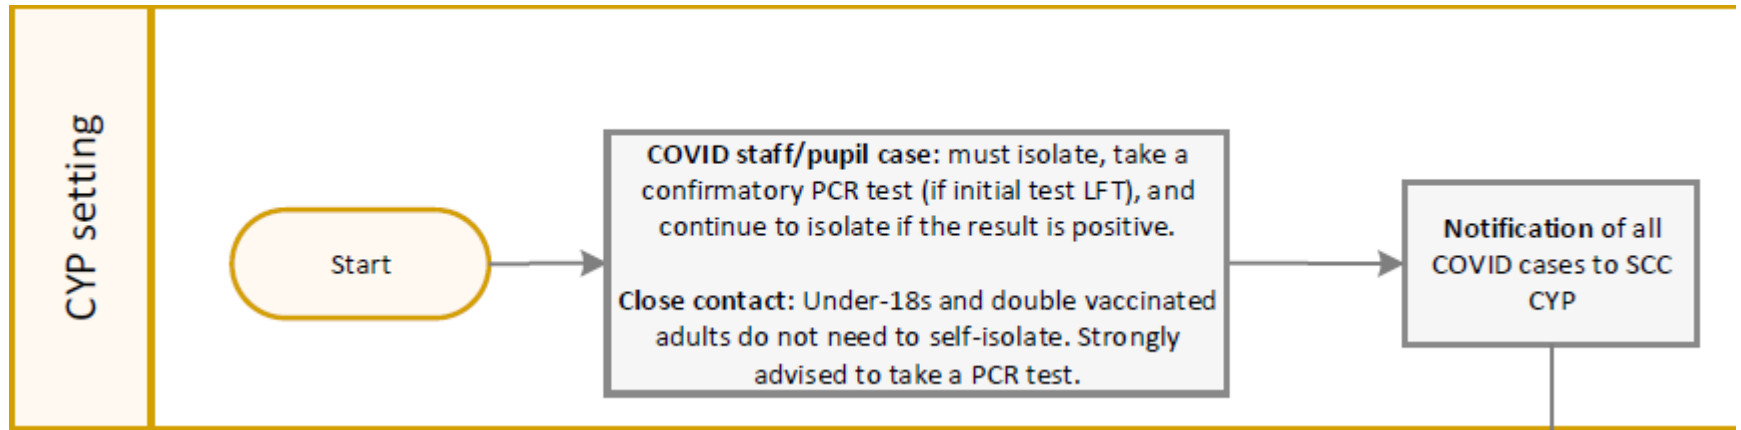 CYP setting
Start
COVID staff/pupil case: must isolate, take a
confirmatory PCR test (if initial test LFT), and
continue to isolate if the result is positive.
Close contact: Under-18s and double vaccinated
adults do not need to self-isolate. Strongly
advised to take a PCR test.
Notification of all
COVID cases to SCC
CYP